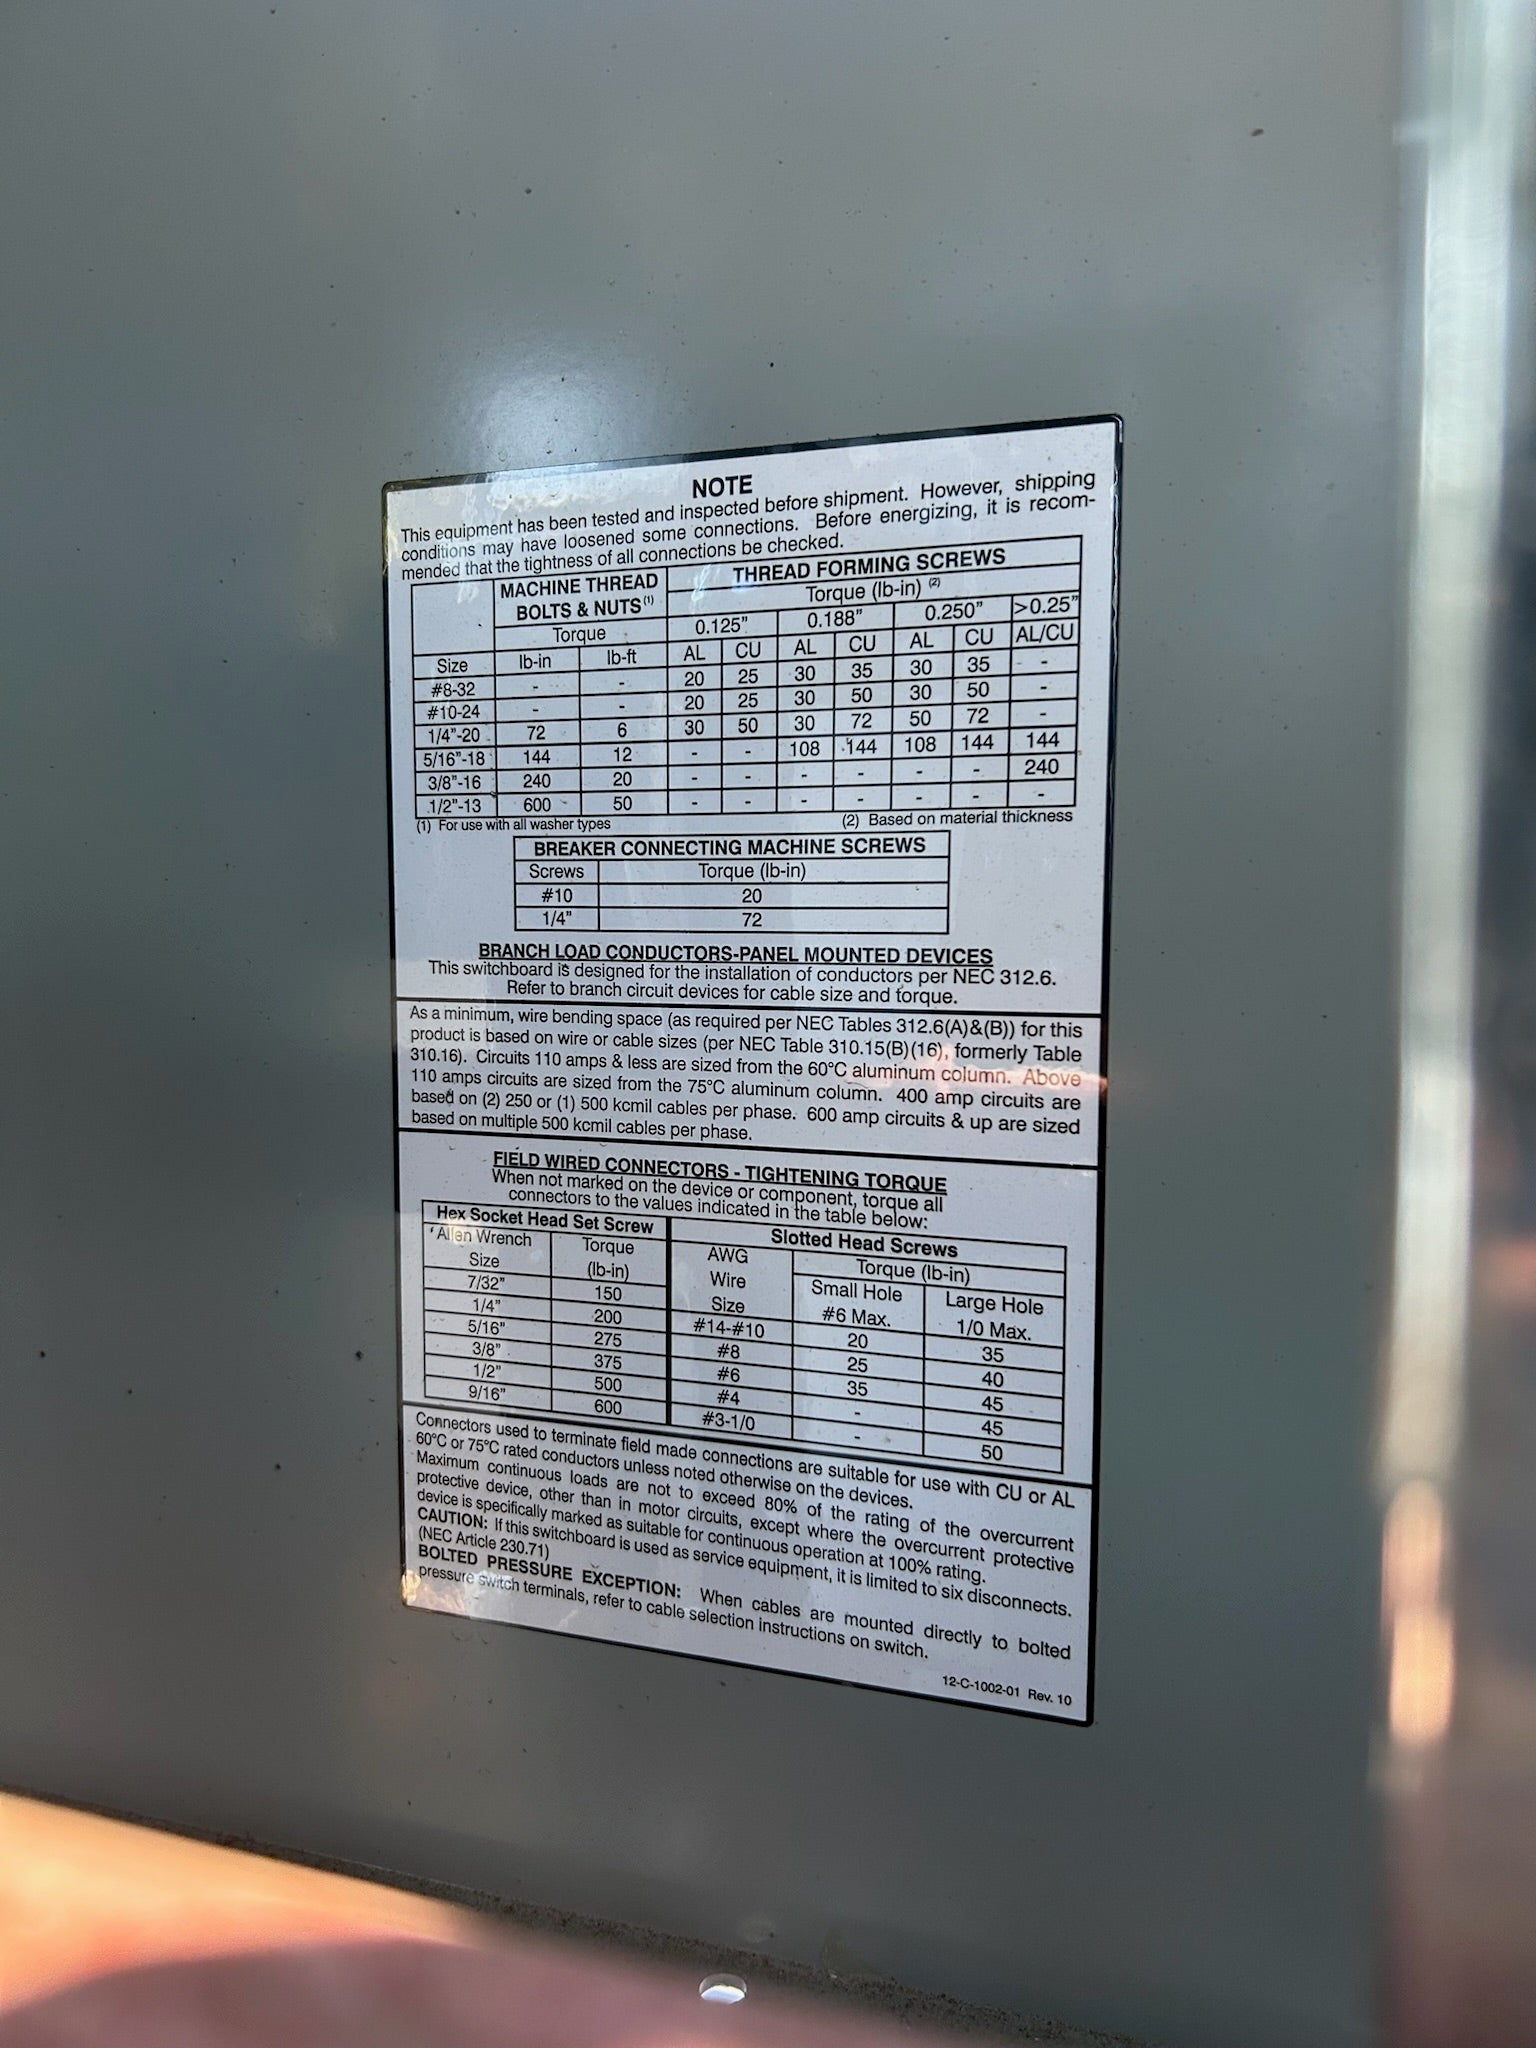 NOTE
This equipment has been tested and inspected before shipment. However, shipping
conditions may have loosened some connections. Before energizing, it is recom-
mended that the tightness of all connections be checked.
MACHINE THREAD BOLTS & NUTS(1) THREAD FORMING SCREWS
Torque (lb-in) (2)
Torque 0.125" 0.188" 0.250" >0.25"
Size lb-in lb-ft AL CU AL CU AL CU AL/CU
#8-32 - - 20 25 30 35 30 35 -
#10-24 - - 20 25 30 50 30 50 -
1/4"-20 72 6 30 50 30 72 50 72 -
5/16"-18 144 12 - - 108 144 108 144 144
3/8"-16 240 20 - - - - - - 240
1/2"-13 600 50 - - - - - - -
(1) For use with all washer types (2) Based on material thickness
BREAKER CONNECTING MACHINE SCREWS
Screws Torque (lb-in)
#10 20
1/4" 72
BRANCH LOAD CONDUCTORS-PANEL MOUNTED DEVICES
This switchboard is designed for the installation of conductors per NEC 312.6.
Refer to branch circuit devices for cable size and torque.
As a minimum, wire bending space (as required per NEC Tables 312.6(A)&(B)) for this
product is based on wire or cable sizes (per NEC Table 310.15(B)(16), formerly Table
310.16). Circuits 110 amps & less are sized from the 60°C aluminum column. Above
110 amps circuits are sized from the 75°C aluminum column. 400 amp circuits are
based on (2) 250 or (1) 500 kcmil cables per phase. 600 amp circuits & up are sized
based on multiple 500 kcmil cables per phase.
FIELD WIRED CONNECTORS - TIGHTENING TORQUE
When not marked on the device or component, torque all
connectors to the values indicated in the table below:
Hex Socket Head Set Screw Slotted Head Screws
Allen Wrench Size Torque (lb-in)
7/32" 150
1/4" 200
5/16" 275
3/8" 375
1/2" 500
9/16" 600
AWG Wire Size Torque (lb-in)
Small Hole #6 Max. Large Hole 1/0 Max.
#14-#10 20 35
#8 25 40
#6 35 45
#4 - 45
#3-1/0 - 50
Connectors used to terminate field made connections are suitable for use with CU or AL
60°C or 75°C rated conductors unless noted otherwise on the devices.
Maximum continuous loads are not to exceed 80% of the rating of the overcurrent
protective device, other than in motor circuits, except where the overcurrent protective
device is specifically marked as suitable for continuous operation at 100% rating.
CAUTION: If this switchboard is used as service equipment, it is limited to six disconnects.
(NEC Article 230.71)
BOLTED PRESSURE EXCEPTION: When cables are mounted directly to bolted
pressure switch terminals, refer to cable selection instructions on switch.
12-C-1002-01 Rev. 10